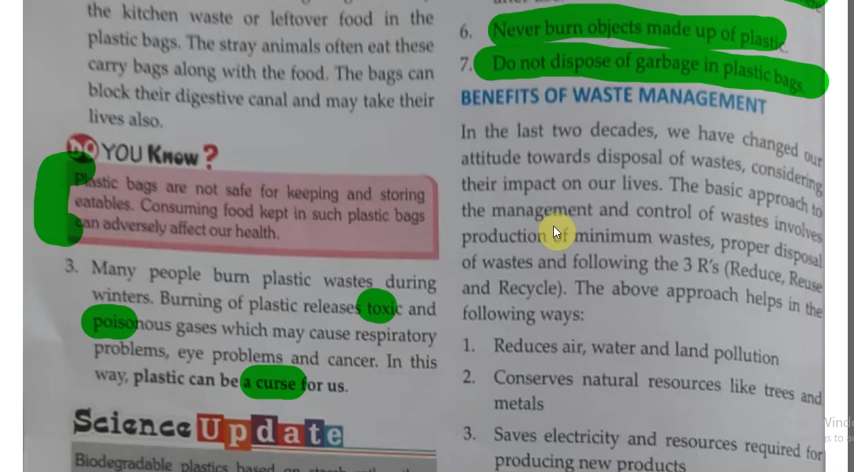 the kitchen waste or leftover food in the
plastic bags. The stray animals often eat these
carry bags along with the food. The bags can
block their digestive canal and may take their
lives also.
DO YOU Know?
Plastic bags are not safe for keeping and storing
eatables. Consuming food kept in such plastic bags
can adversely affect our health.
3. Many people burn plastic wastes during
winters. Burning of plastic releases toxic and
poisonous gases which may cause respiratory
problems, eye problems and cancer. In this
way, plastic can be a curse for us.
Science Update
Biodegradable plastics based on
6. Never burn objects made up of plastic
7. Do not dispose of garbage in plastic bags.
BENEFITS OF WASTE MANAGEMENT
In the last two decades, we have changed our
attitude towards disposal of wastes, considering
their impact on our lives. The basic approach to
the management and control of wastes involves
production of minimum wastes, proper disposal
of wastes and following the 3 R's (Reduce, Reuse
and Recycle). The above approach helps in the
following ways:
1. Reduces air, water and land pollution
2. Conserves natural resources like trees and
metals
3. Saves electricity and resources required for
producing new products